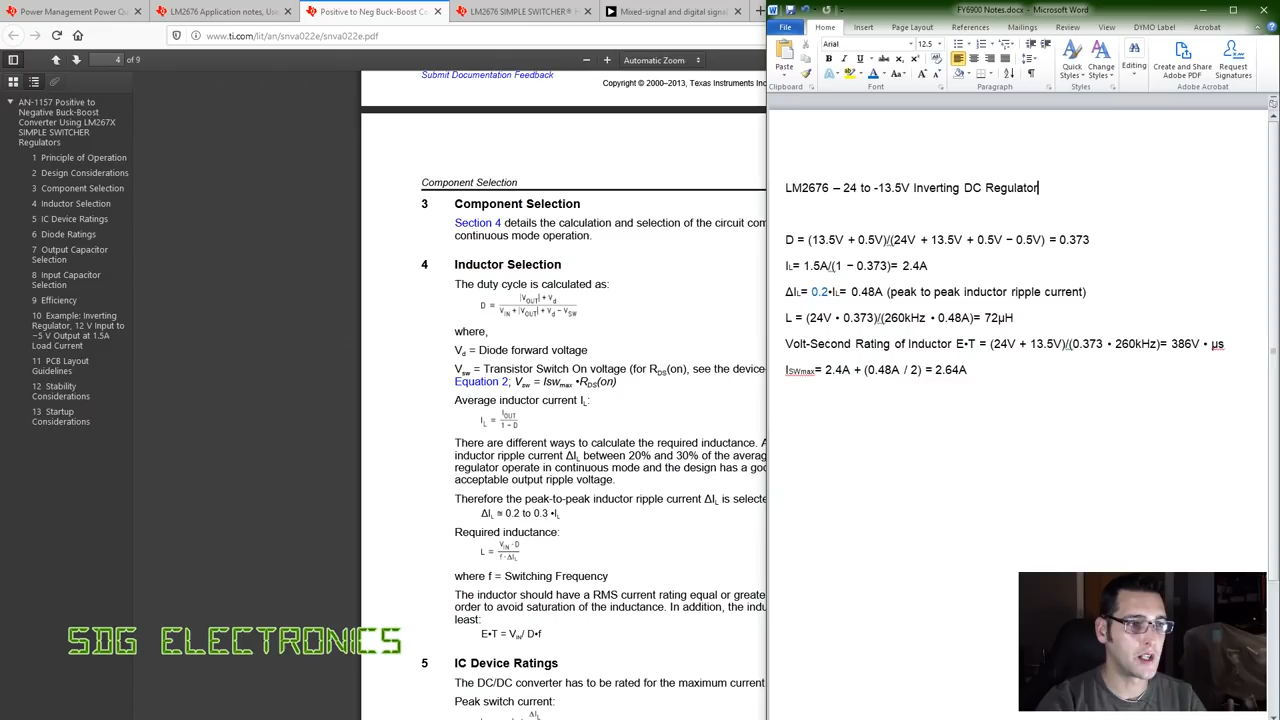 Power Management Power Qu
LM2676 Application notes, Use
Positive to Neg Buck-Boost Co
LM2676 SIMPLE SWITCHER®
Mixed-signal and digital signal
FY6900 Notes.docx - Microsoft Word
www.ti.com/lit/an/snva022e/snva022e.pdf
4 of 9
Automatic Zoom
File Home Insert Page Layout References Mailings Review View DYMO Label Acrobat
Arial 12.5
Paste
Quick Styles
Change Styles
Editing
Create and Share Adobe PDF
Request Signatures
Clipboard Font Paragraph Styles Adobe Acrobat
AN-1157 Positive to
Negative Buck-Boost
Converter Using LM267X
SIMPLE SWITCHER
Regulators
1 Principle of Operation
2 Design Considerations
3 Component Selection
4 Inductor Selection
5 IC Device Ratings
6 Diode Ratings
7 Output Capacitor
Selection
8 Input Capacitor
Selection
9 Efficiency
10 Example: Inverting
Regulator, 12 V Input to
−5 V Output at 1.5A
Load Current
11 PCB Layout
Guidelines
12 Stability
Considerations
13 Startup
Considerations
Submit Documentation Feedback
Copyright © 2000–2013, Texas Instruments Inc
Component Selection
3 Component Selection
Section 4 details the calculation and selection of the circuit com
continuous mode operation.
4 Inductor Selection
The duty cycle is calculated as:
D = |VOUT| + Vd / VIN + |VOUT| + Vd − VSW
where,
Vd = Diode forward voltage
Vsw = Transistor Switch On voltage (for RDS(on), see the device-
Equation 2; Vsw = Iswmax •RDS(on)
Average inductor current IL:
IL = IOUT / 1 − D
There are different ways to calculate the required inductance. A
inductor ripple current ΔIL between 20% and 30% of the averag
regulator operate in continuous mode and the design has a goo
acceptable output ripple voltage.
Therefore the peak-to-peak inductor ripple current ΔIL is selecte
ΔIL ≅ 0.2 to 0.3 •IL
Required inductance:
L = VIN · D / f · ΔIL
where f = Switching Frequency
The inductor should have a RMS current rating equal or greate
order to avoid saturation of the inductance. In addition, the indu
least:
E•T = VIN/ D•f
5 IC Device Ratings
The DC/DC converter has to be rated for the maximum current
Peak switch current:
LM2676 – 24 to -13.5V Inverting DC Regulator
D = (13.5V + 0.5V)/(24V + 13.5V + 0.5V − 0.5V) = 0.373
IL= 1.5A/(1 − 0.373)= 2.4A
ΔIL= 0.2•IL= 0.48A (peak to peak inductor ripple current)
L = (24V • 0.373)/(260kHz • 0.48A)= 72µH
Volt-Second Rating of Inductor E•T = (24V + 13.5V)/(0.373 • 260kHz)= 386V • µs
ISWmax= 2.4A + (0.48A / 2) = 2.64A
SDG ELECTRONICS